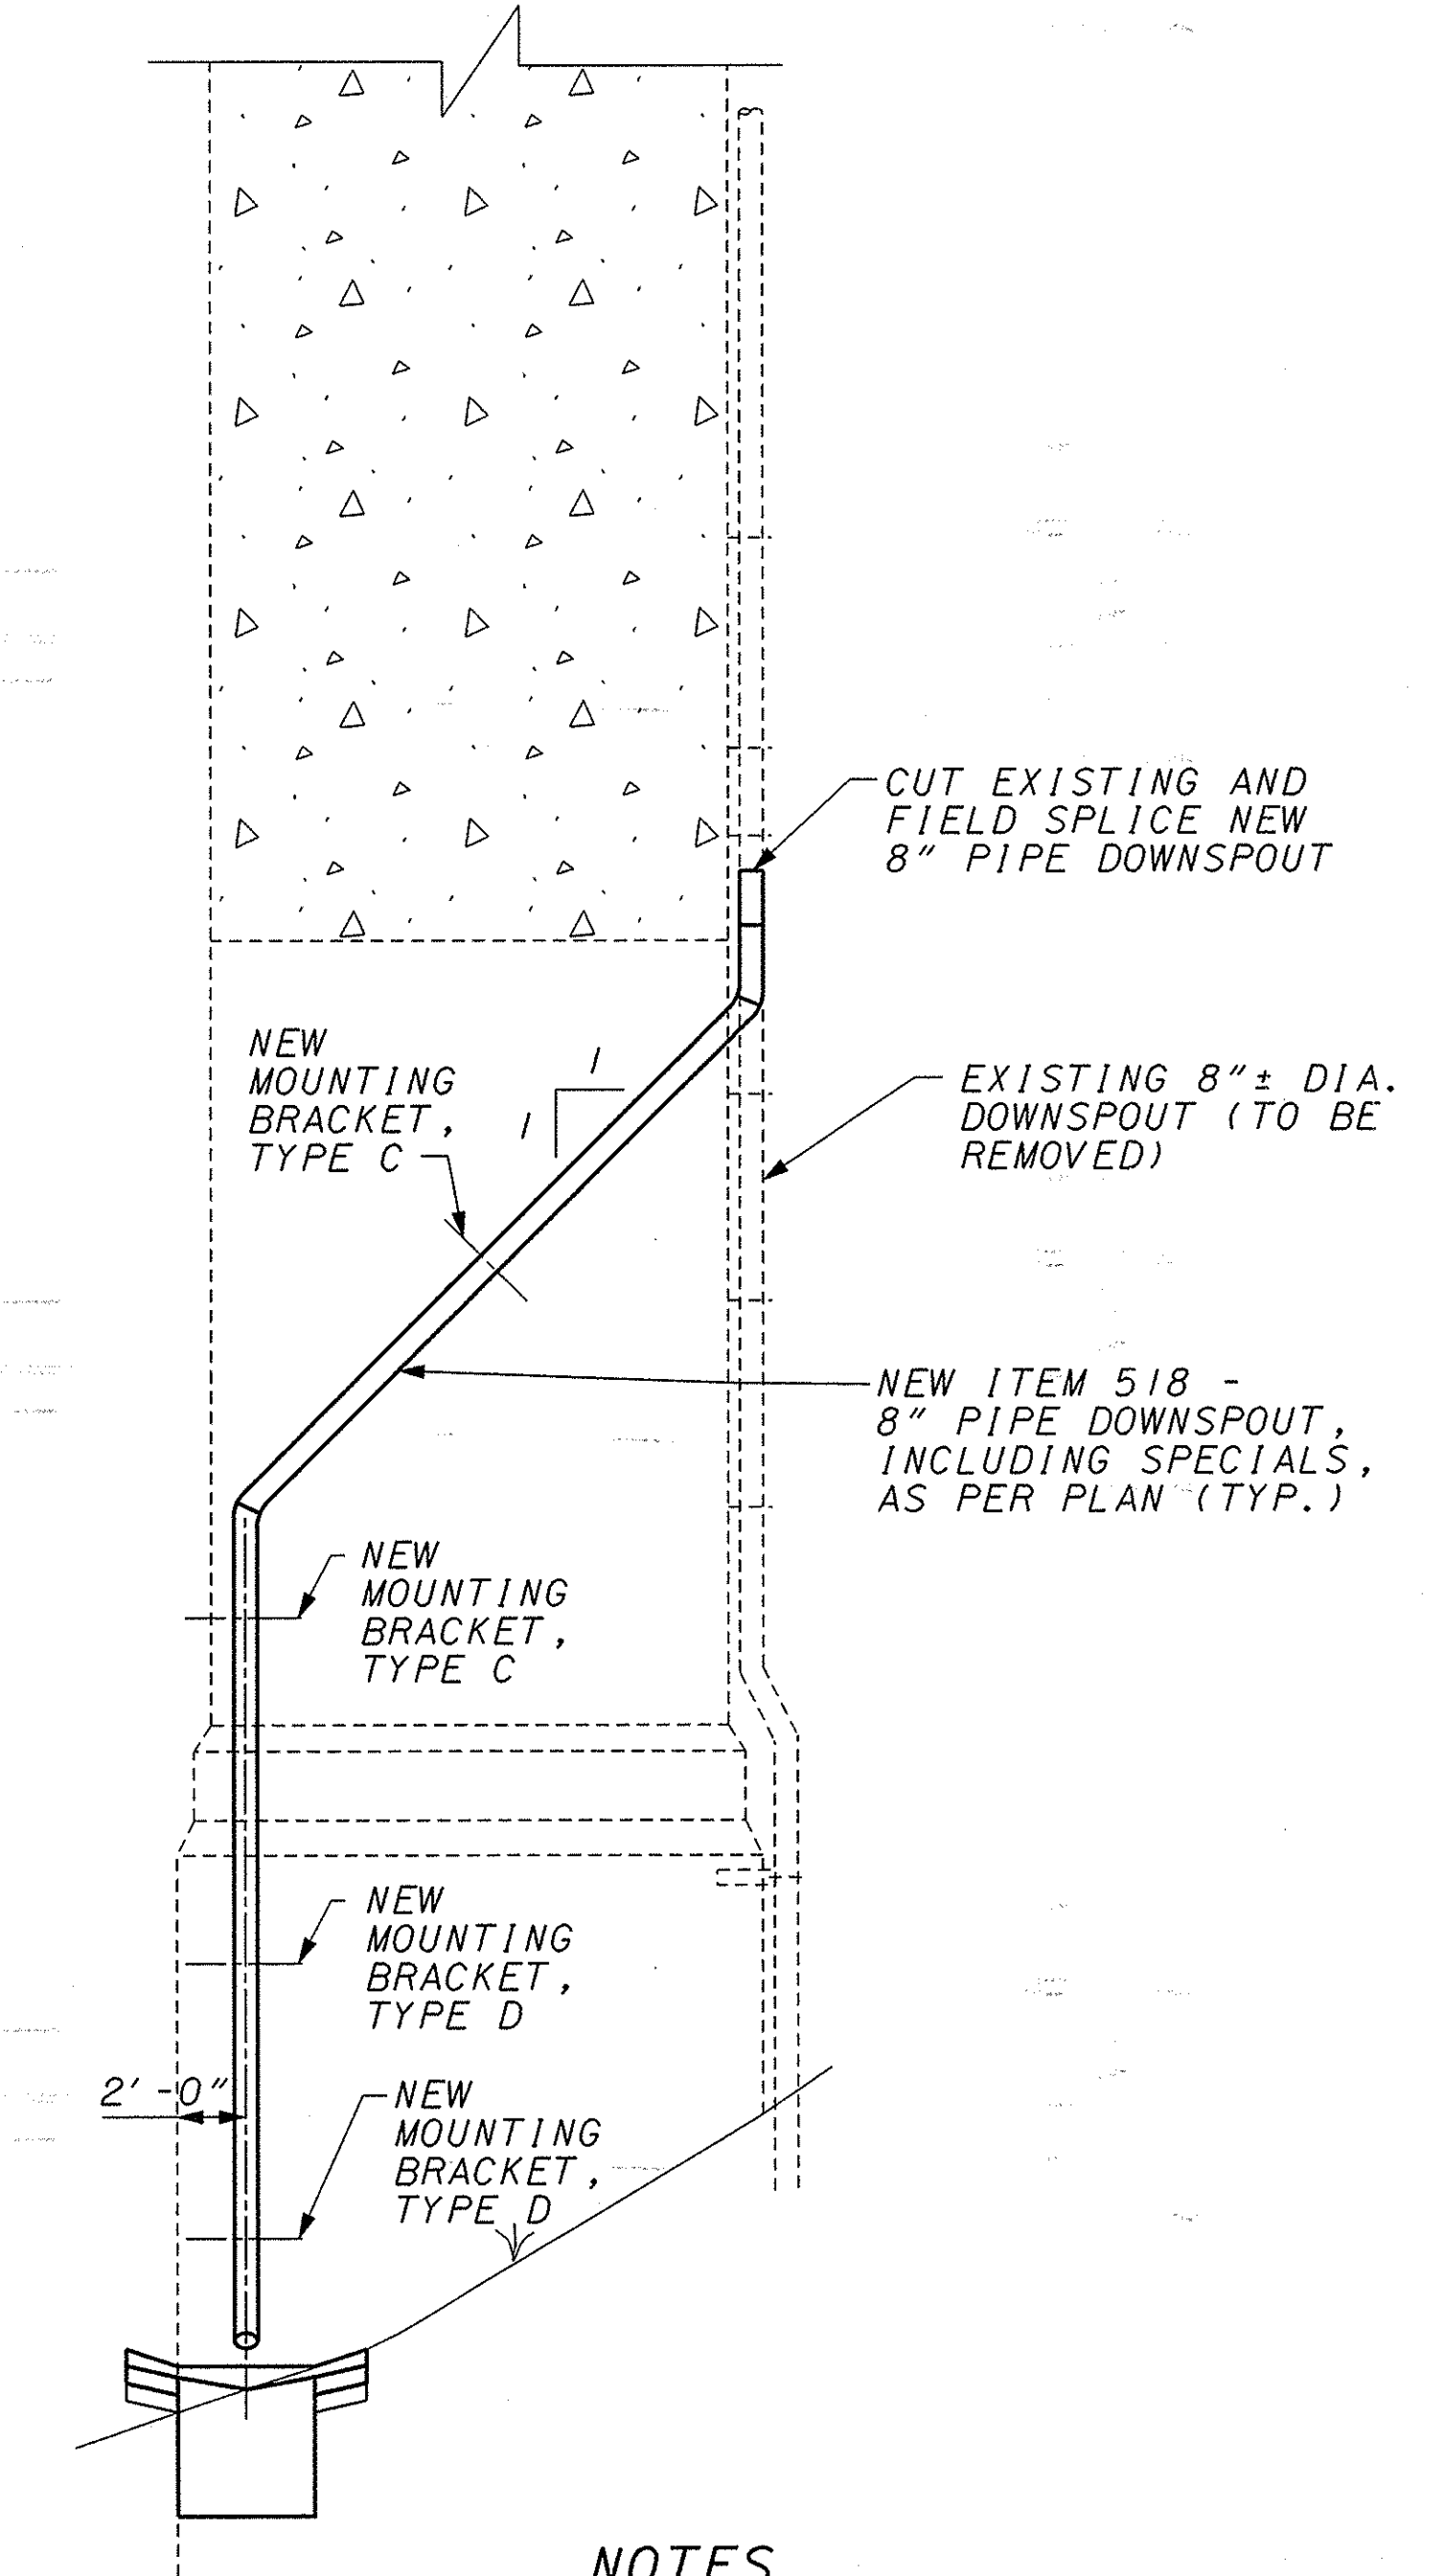 CUT EXISTING AND
FIELD SPLICE NEW
8" PIPE DOWNSPOUT
NEW
MOUNTING
BRACKET,
TYPE C
1
1
EXISTING 8"± DIA.
DOWNSPOUT (TO BE
REMOVED)
NEW ITEM 518 -
8" PIPE DOWNSPOUT,
INCLUDING SPECIALS,
AS PER PLAN (TYP.)
NEW
MOUNTING
BRACKET,
TYPE C
NEW
MOUNTING
BRACKET,
TYPE D
2'-0"
NEW
MOUNTING
BRACKET,
TYPE D
NOTES